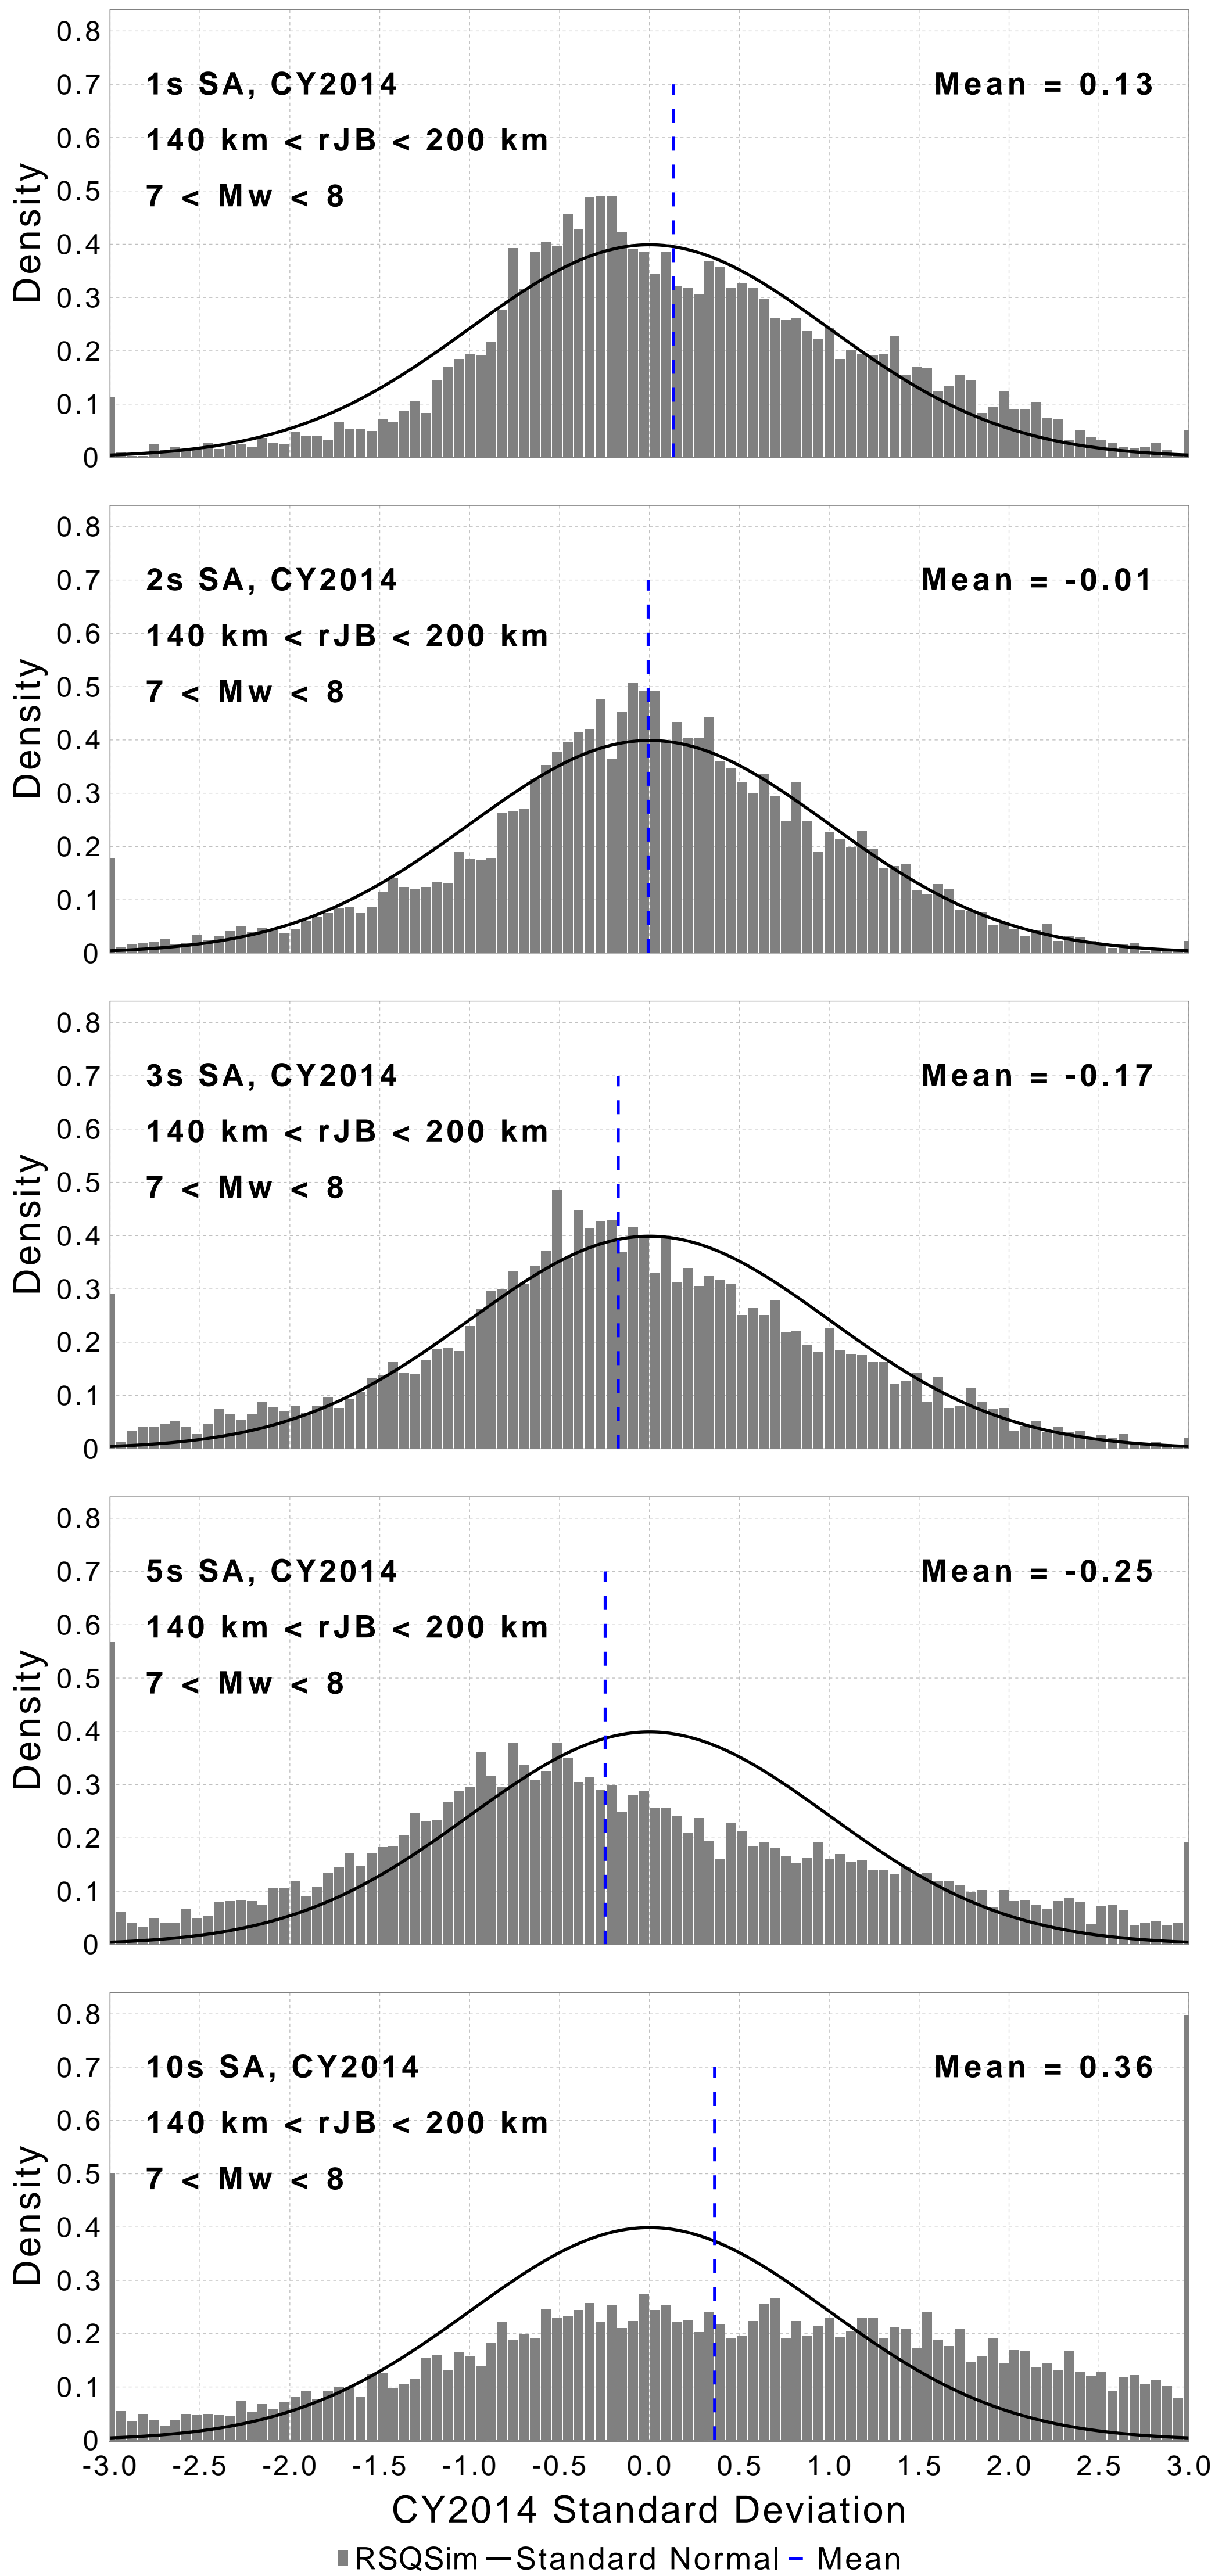 0.8
1s SA, CY2014 Mean = 0.13
0.7
140 km < rJB < 200 km
0.6
7 < Mw < 8
0.5
0.4
0.3
0.2
0.1
0
Density
0.8
2s SA, CY2014 Mean = -0.01
0.7
140 km < rJB < 200 km
0.6
7 < Mw < 8
0.5
0.4
0.3
0.2
0.1
0
Density
0.8
3s SA, CY2014 Mean = -0.17
0.7
140 km < rJB < 200 km
0.6
7 < Mw < 8
0.5
0.4
0.3
0.2
0.1
0
Density
0.8
5s SA, CY2014 Mean = -0.25
0.7
140 km < rJB < 200 km
0.6
7 < Mw < 8
0.5
0.4
0.3
0.2
0.1
0
Density
0.8
10s SA, CY2014 Mean = 0.36
0.7
140 km < rJB < 200 km
0.6
7 < Mw < 8
0.5
0.4
0.3
0.2
0.1
0
Density
-3.0 -2.5 -2.0 -1.5 -1.0 -0.5 0.0 0.5 1.0 1.5 2.0 2.5 3.0
CY2014 Standard Deviation
RSQSim Standard Normal Mean